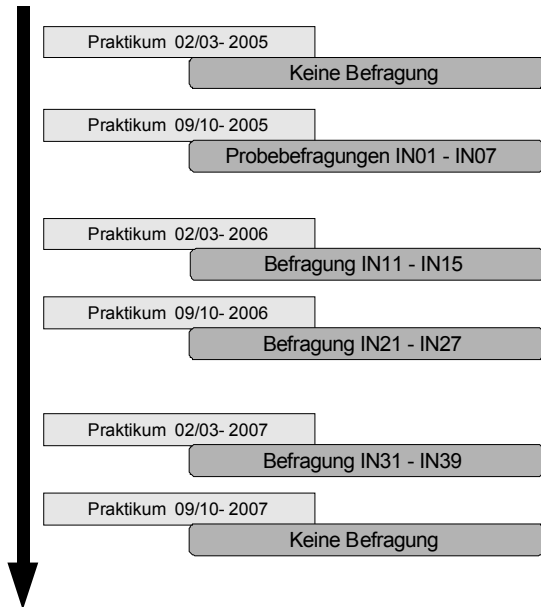 Praktikum 02/03- 2005
Keine Befragung
Praktikum 09/10- 2005
Probebefragungen IN01 - IN07
Praktikum 02/03- 2006
Befragung IN11 - IN15
Praktikum 09/10- 2006
Befragung IN21 - IN27
Praktikum 02/03- 2007
Befragung IN31 - IN39
Praktikum 09/10- 2007
Keine Befragung